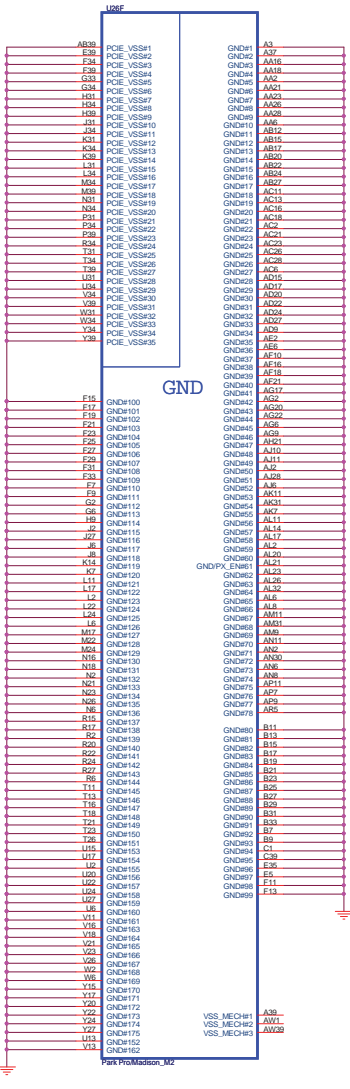 U26F
AB39 PCIE_VSS#1
E39 PCIE_VSS#2
F34 PCIE_VSS#3
F39 PCIE_VSS#4
G33 PCIE_VSS#5
G34 PCIE_VSS#6
H31 PCIE_VSS#7
H34 PCIE_VSS#8
H39 PCIE_VSS#9
J31 PCIE_VSS#10
J34 PCIE_VSS#11
K31 PCIE_VSS#12
K34 PCIE_VSS#13
K39 PCIE_VSS#14
L31 PCIE_VSS#15
L34 PCIE_VSS#16
M34 PCIE_VSS#17
M39 PCIE_VSS#18
N31 PCIE_VSS#19
N34 PCIE_VSS#20
P31 PCIE_VSS#21
P34 PCIE_VSS#22
P39 PCIE_VSS#23
R34 PCIE_VSS#24
T31 PCIE_VSS#25
T34 PCIE_VSS#26
T39 PCIE_VSS#27
U31 PCIE_VSS#28
U34 PCIE_VSS#29
V34 PCIE_VSS#30
V39 PCIE_VSS#31
W31 PCIE_VSS#32
W34 PCIE_VSS#33
Y34 PCIE_VSS#34
Y39 PCIE_VSS#35
GND
F15 GND#100
F17 GND#101
F19 GND#102
F21 GND#103
F23 GND#104
F25 GND#105
F27 GND#106
F29 GND#107
F31 GND#108
F33 GND#109
F7 GND#110
F9 GND#111
G2 GND#112
G6 GND#113
H9 GND#114
J2 GND#115
J27 GND#116
J6 GND#117
J8 GND#118
K14 GND#119
K7 GND#120
L11 GND#121
L17 GND#122
L2 GND#123
L22 GND#124
L24 GND#125
L6 GND#126
M17 GND#127
M22 GND#128
M24 GND#129
N16 GND#130
N18 GND#131
N2 GND#132
N21 GND#133
N23 GND#134
N26 GND#135
N6 GND#136
R15 GND#137
R17 GND#138
R2 GND#139
R20 GND#140
R22 GND#141
R24 GND#142
R27 GND#143
R6 GND#144
T11 GND#145
T13 GND#146
T16 GND#147
T18 GND#148
T21 GND#149
T23 GND#150
T26 GND#151
U15 GND#153
U17 GND#154
U2 GND#155
U20 GND#156
U22 GND#157
U24 GND#158
U27 GND#159
U6 GND#160
V11 GND#161
V16 GND#163
V18 GND#164
V21 GND#165
V23 GND#166
V26 GND#167
W2 GND#168
W6 GND#169
Y15 GND#170
Y17 GND#171
Y20 GND#172
Y22 GND#173
Y24 GND#174
Y27 GND#175
U13 GND#152
V13 GND#162
GND#1 A3
GND#2 A37
GND#3 AA16
GND#4 AA18
GND#5 AA2
GND#6 AA21
GND#7 AA23
GND#8 AA26
GND#9 AA28
GND#10 AA6
GND#11 AB12
GND#12 AB15
GND#13 AB17
GND#14 AB20
GND#15 AB22
GND#16 AB24
GND#17 AB27
GND#18 AC11
GND#19 AC13
GND#20 AC16
GND#21 AC18
GND#22 AC2
GND#23 AC21
GND#24 AC23
GND#25 AC26
GND#26 AC28
GND#27 AC6
GND#28 AD15
GND#29 AD17
GND#30 AD20
GND#31 AD22
GND#32 AD24
GND#33 AD27
GND#34 AD9
GND#35 AE2
GND#36 AE6
GND#37 AF10
GND#38 AF16
GND#39 AF18
GND#40 AF21
GND#41 AG17
GND#42 AG2
GND#43 AG20
GND#44 AG22
GND#45 AG6
GND#46 AG9
GND#47 AH21
GND#48 AJ10
GND#49 AJ11
GND#50 AJ2
GND#51 AJ28
GND#52 AJ6
GND#53 AK11
GND#54 AK31
GND#55 AK7
GND#56 AL11
GND#57 AL14
GND#58 AL17
GND#59 AL2
GND#60 AL20
GND/PX_EN#61 AL21
GND#62 AL23
GND#63 AL26
GND#64 AL32
GND#65 AL6
GND#66 AL8
GND#67 AM11
GND#68 AM31
GND#69 AM9
GND#70 AN11
GND#71 AN2
GND#72 AN30
GND#73 AN6
GND#74 AN8
GND#75 AP11
GND#76 AP7
GND#77 AP9
GND#78 AR5
GND#80 B11
GND#81 B13
GND#82 B15
GND#83 B17
GND#84 B19
GND#85 B21
GND#86 B23
GND#87 B25
GND#88 B27
GND#89 B29
GND#90 B31
GND#91 B33
GND#92 B7
GND#93 B9
GND#94 C1
GND#95 C39
GND#96 E35
GND#97 E5
GND#98 F11
GND#99 F13
VSS_MECH#1 A39
VSS_MECH#2 AW1
VSS_MECH#3 AW39
Park Pro/Madison_M2